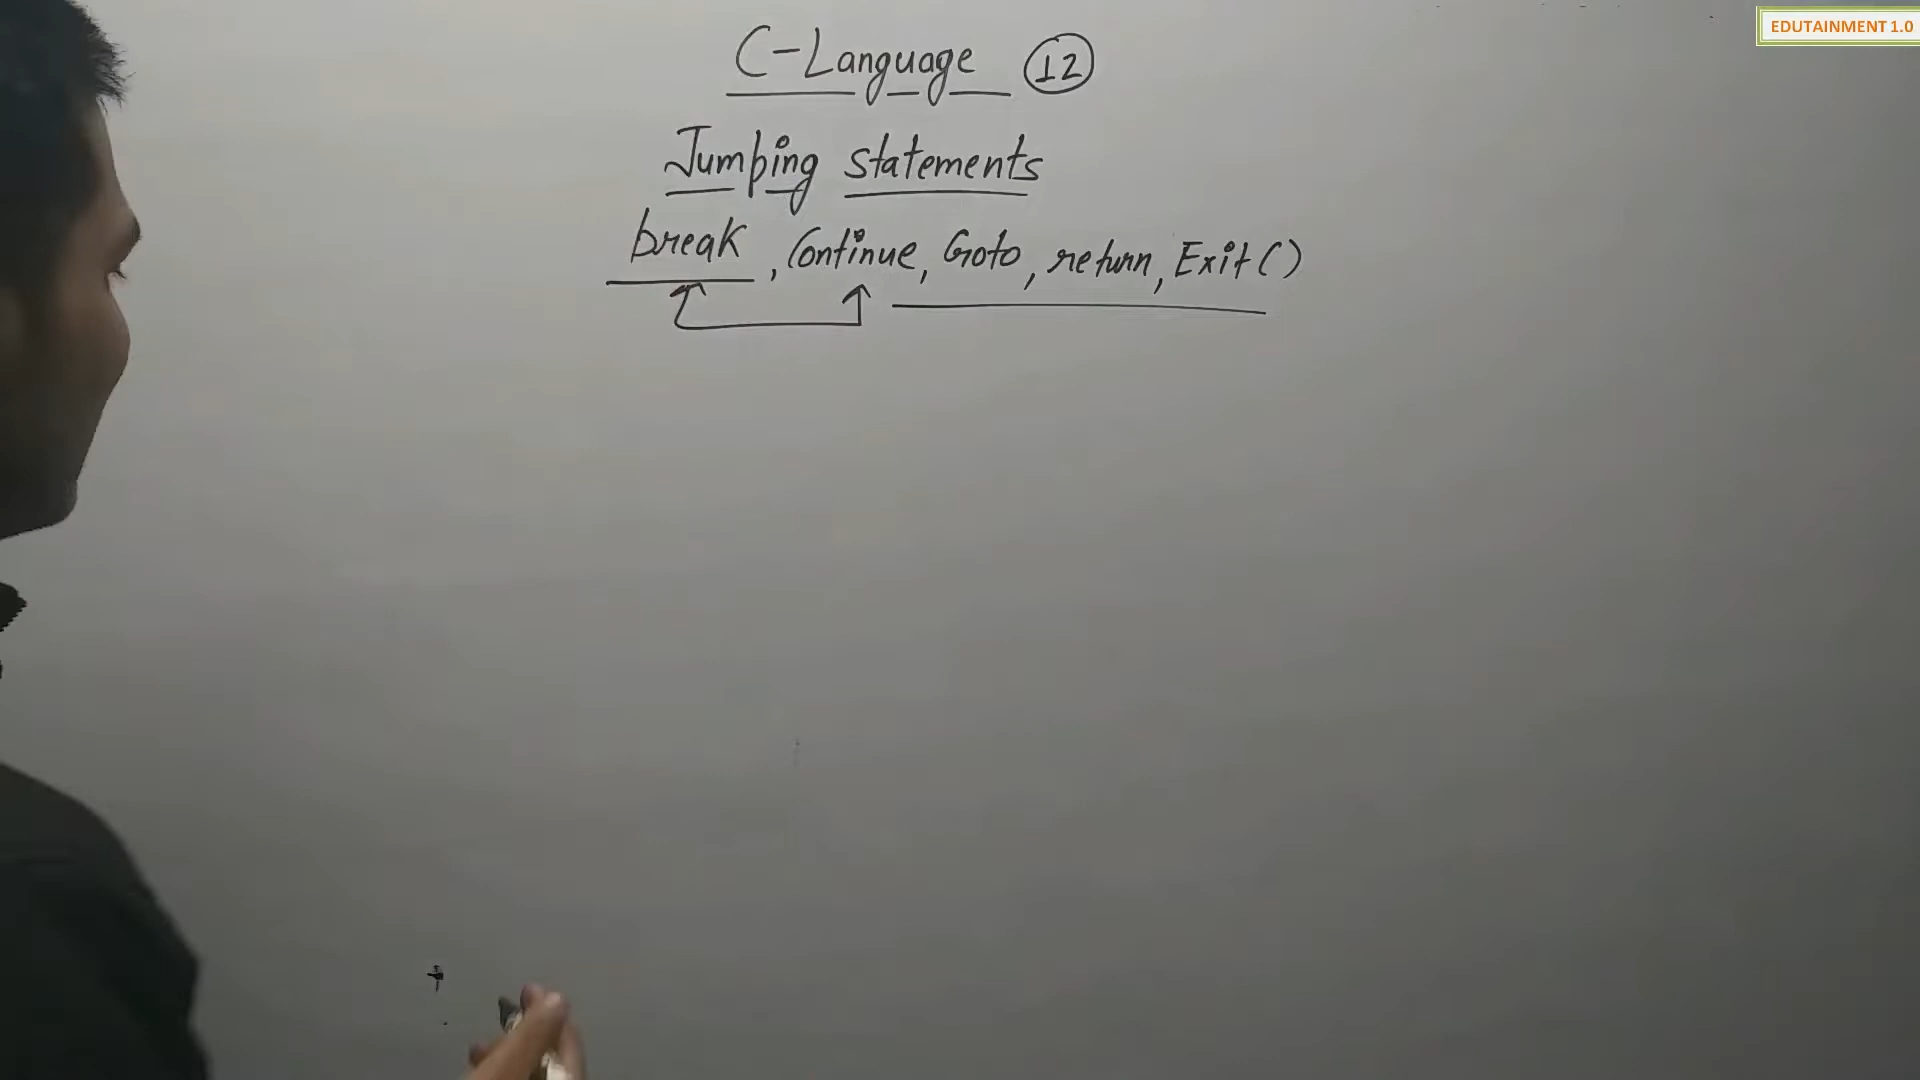 EDUTAINMENT 1.0
C-Language 12
Jumping statements
break, Continue, Goto, return, Exit()